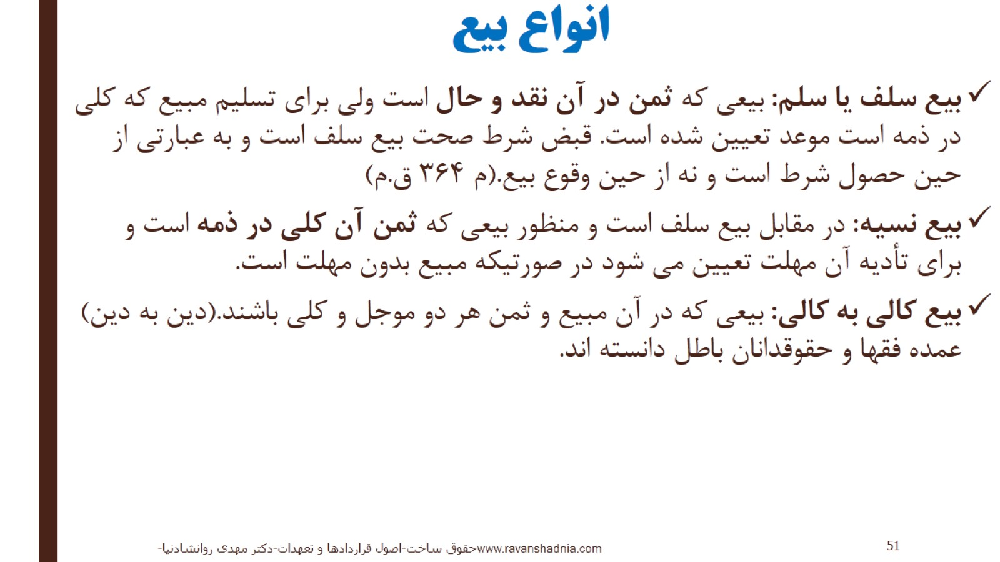 انواع بیع
✓ بیع سلف یا سلم: بیعی که ثمن در آن نقد و حال است ولی برای تسلیم مبیع که کلی
در ذمه است موعد تعیین شده است. قبض شرط صحت بیع سلف است و به عبارتی از
حین حصول شرط است و نه از حین وقوع بیع.(م ۳۶۴ ق.م)
✓ بیع نسیه: در مقابل بیع سلف است و منظور بیعی که ثمن آن کلی در ذمه است و
برای تأدیه آن مهلت تعیین می شود در صورتیکه مبیع بدون مهلت است.
✓ بیع کالی به کالی: بیعی که در آن مبیع و ثمن هر دو موجل و کلی باشند.(دین به دین)
عمده فقها و حقوقدانان باطل دانسته اند.
حقوق ساخت-اصول قراردادها و تعهدات-دکتر مهدی روانشادنیا-www.ravanshadnia.com
51